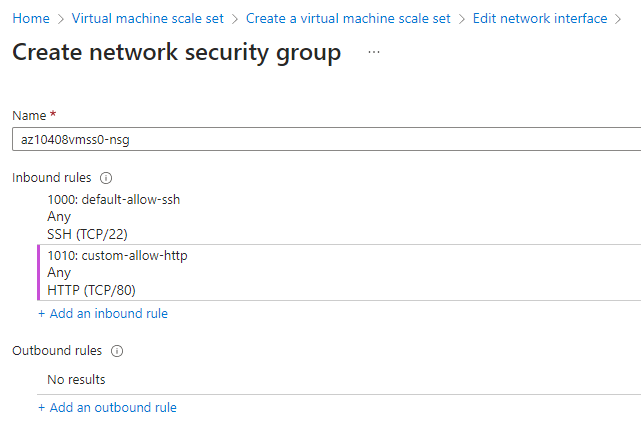 Home > Virtual machine scale set > Create a virtual machine scale set > Edit network interface >
Create network security group ...
Name *
az10408vmss0-nsg
Inbound rules
1000: default-allow-ssh
Any
SSH (TCP/22)
1010: custom-allow-http
Any
HTTP (TCP/80)
+ Add an inbound rule
Outbound rules
No results
+ Add an outbound rule